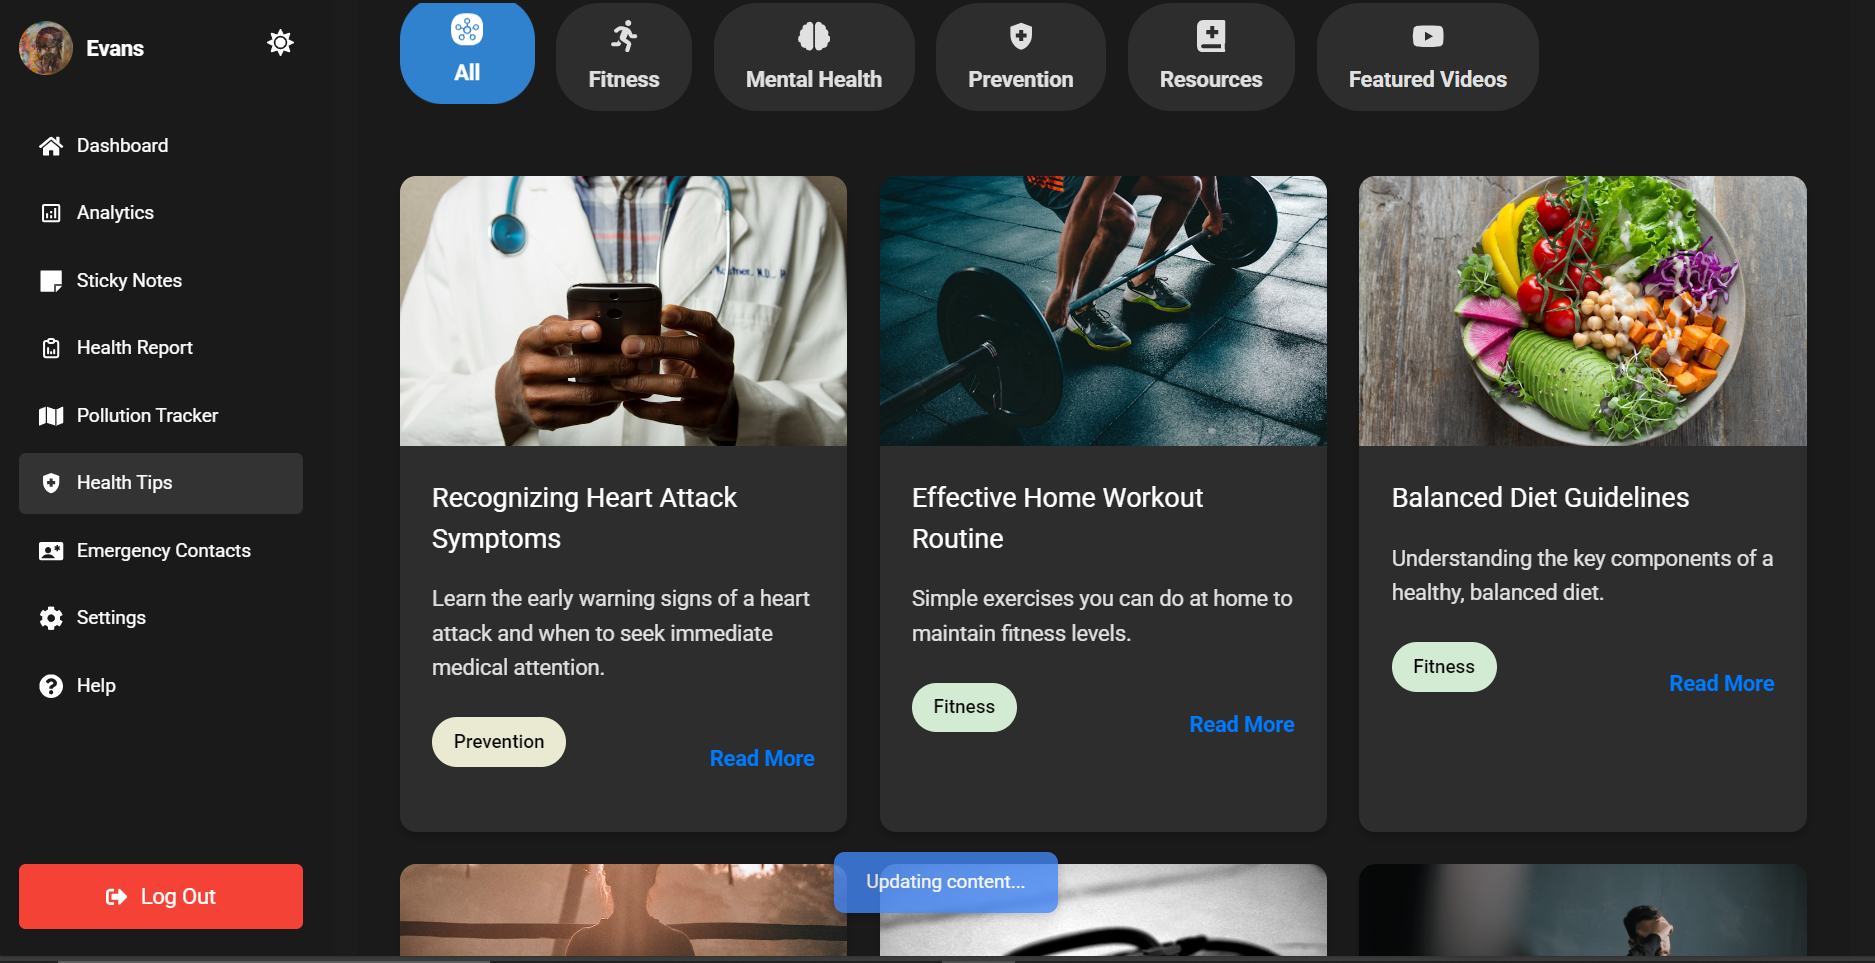 Evans
Dashboard
Analytics
Sticky Notes
Health Report
Pollution Tracker
Health Tips
Emergency Contacts
Settings
Help
Log Out
All
Fitness
Mental Health
Prevention
Resources
Featured Videos
Recognizing Heart Attack
Symptoms
Learn the early warning signs of a heart
attack and when to seek immediate
medical attention.
Prevention
Read More
Effective Home Workout
Routine
Simple exercises you can do at home to
maintain fitness levels.
Fitness
Read More
Balanced Diet Guidelines
Understanding the key components of a
healthy, balanced diet.
Fitness
Read More
Updating content...